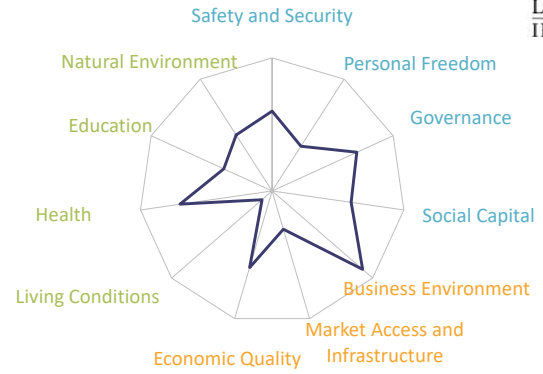 Safety and Security
Natural Environment
Personal Freedom
Education
Governance
Health
Social Capital
Living Conditions
Business Environment
Market Access and
Infrastructure
Economic Quality